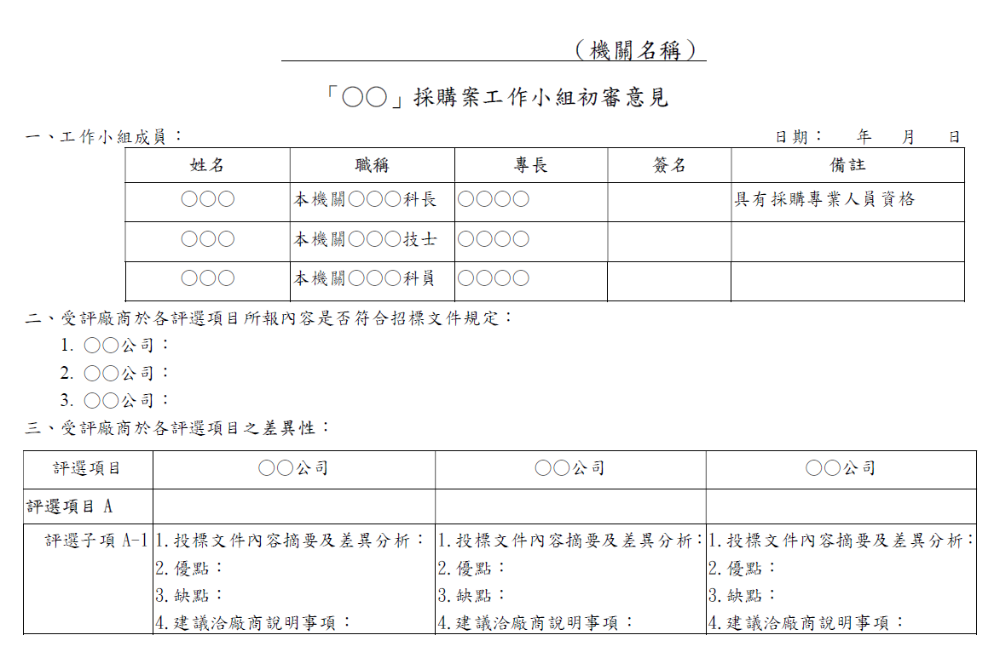 （機關名稱）
「○○」採購案工作小組初審意見
一、工作小組成員： 日期： 年 月 日
姓名 職稱 專長 簽名 備註
○○○ 本機關○○○科長 ○○○○ 具有採購專業人員資格
○○○ 本機關○○○技士 ○○○○
○○○ 本機關○○○科員 ○○○○
二、受評廠商於各評選項目所報內容是否符合招標文件規定：
1. ○○公司：
2. ○○公司：
3. ○○公司：
三、受評廠商於各評選項目之差異性：
評選項目 ○○公司 ○○公司 ○○公司
評選項目 A
評選子項 A-1 1.投標文件內容摘要及差異分析： 1.投標文件內容摘要及差異分析： 1.投標文件內容摘要及差異分析：
2.優點： 2.優點： 2.優點：
3.缺點： 3.缺點： 3.缺點：
4.建議洽廠商說明事項： 4.建議洽廠商說明事項： 4.建議洽廠商說明事項：